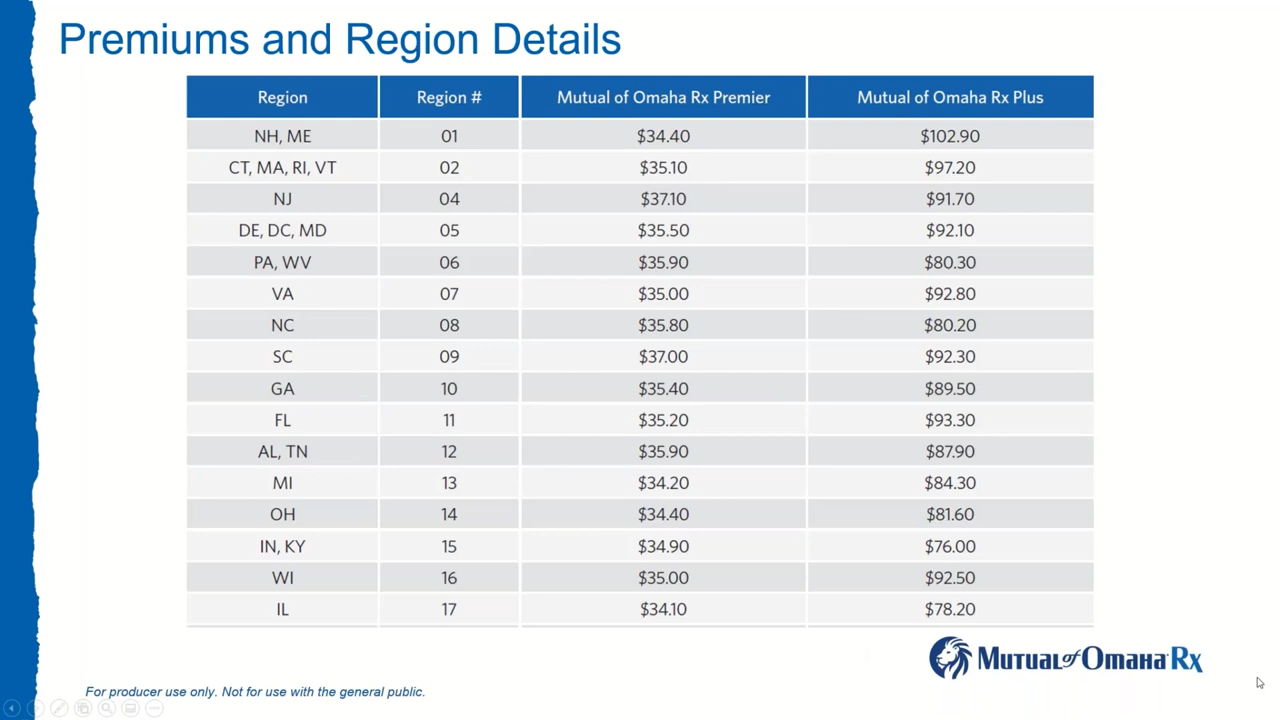 Premiums and Region Details
Region Region # Mutual of Omaha Rx Premier Mutual of Omaha Rx Plus
NH, ME 01 $34.40 $102.90
CT, MA, RI, VT 02 $35.10 $97.20
NJ 04 $37.10 $91.70
DE, DC, MD 05 $35.50 $92.10
PA, WV 06 $35.90 $80.30
VA 07 $35.00 $92.80
NC 08 $35.80 $80.20
SC 09 $37.00 $92.30
GA 10 $35.40 $89.50
FL 11 $35.20 $93.30
AL, TN 12 $35.90 $87.90
MI 13 $34.20 $84.30
OH 14 $34.40 $81.60
IN, KY 15 $34.90 $76.00
WI 16 $35.00 $92.50
IL 17 $34.10 $78.20
Mutual of Omaha Rx
For producer use only. Not for use with the general public.